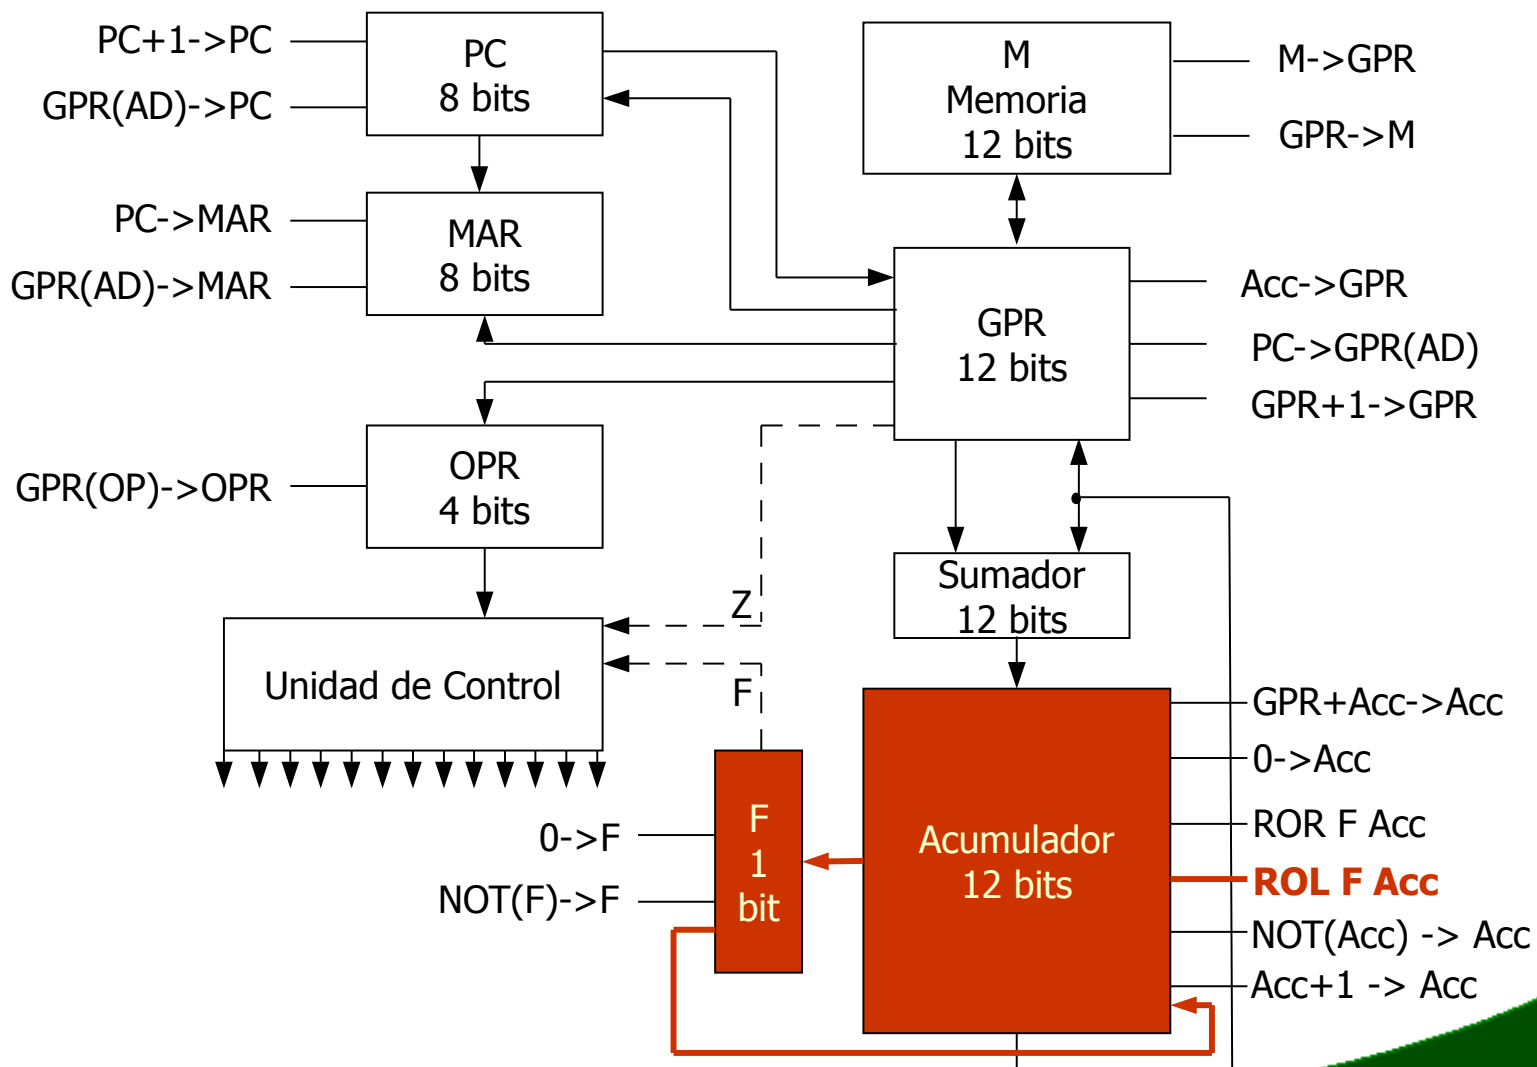 PC+1->PC
GPR(AD)->PC
PC
8 bits
M
Memoria
12 bits
M->GPR
GPR->M
PC->MAR
GPR(AD)->MAR
MAR
8 bits
GPR
12 bits
Acc->GPR
PC->GPR(AD)
GPR+1->GPR
GPR(OP)->OPR
OPR
4 bits
Sumador
12 bits
Z
F
Unidad de Control
0->F
NOT(F)->F
F
1
bit
Acumulador
12 bits
GPR+Acc->Acc
0->Acc
ROR F Acc
ROL F Acc
NOT(Acc) -> Acc
Acc+1 -> Acc